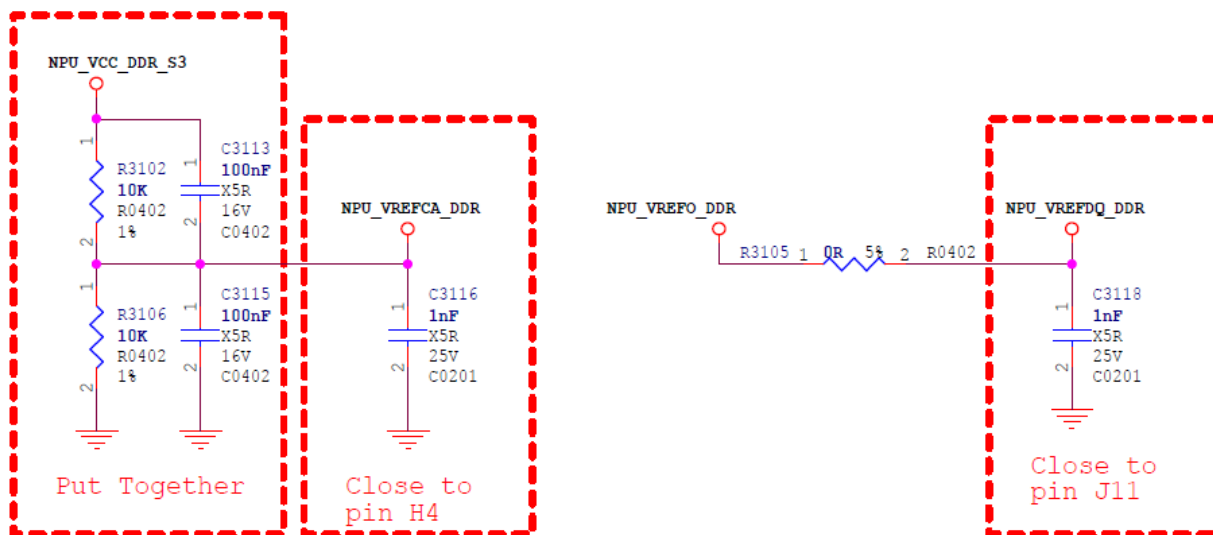 NPU_VCC_DDR_S3
1
R3102
10K
R0402
1%
2
1
C3113
100nF
X5R
16V
C0402
2
1
R3106
10K
R0402
1%
2
1
C3115
100nF
X5R
16V
C0402
2
Put Together
NPU_VREFCA_DDR
1
C3116
1nF
X5R
25V
C0201
2
Close to
pin H4
NPU_VREFO_DDR
R3105 1 0R 5% 2 R0402
NPU_VREFDQ_DDR
1
C3118
1nF
X5R
25V
C0201
2
Close to
pin J11